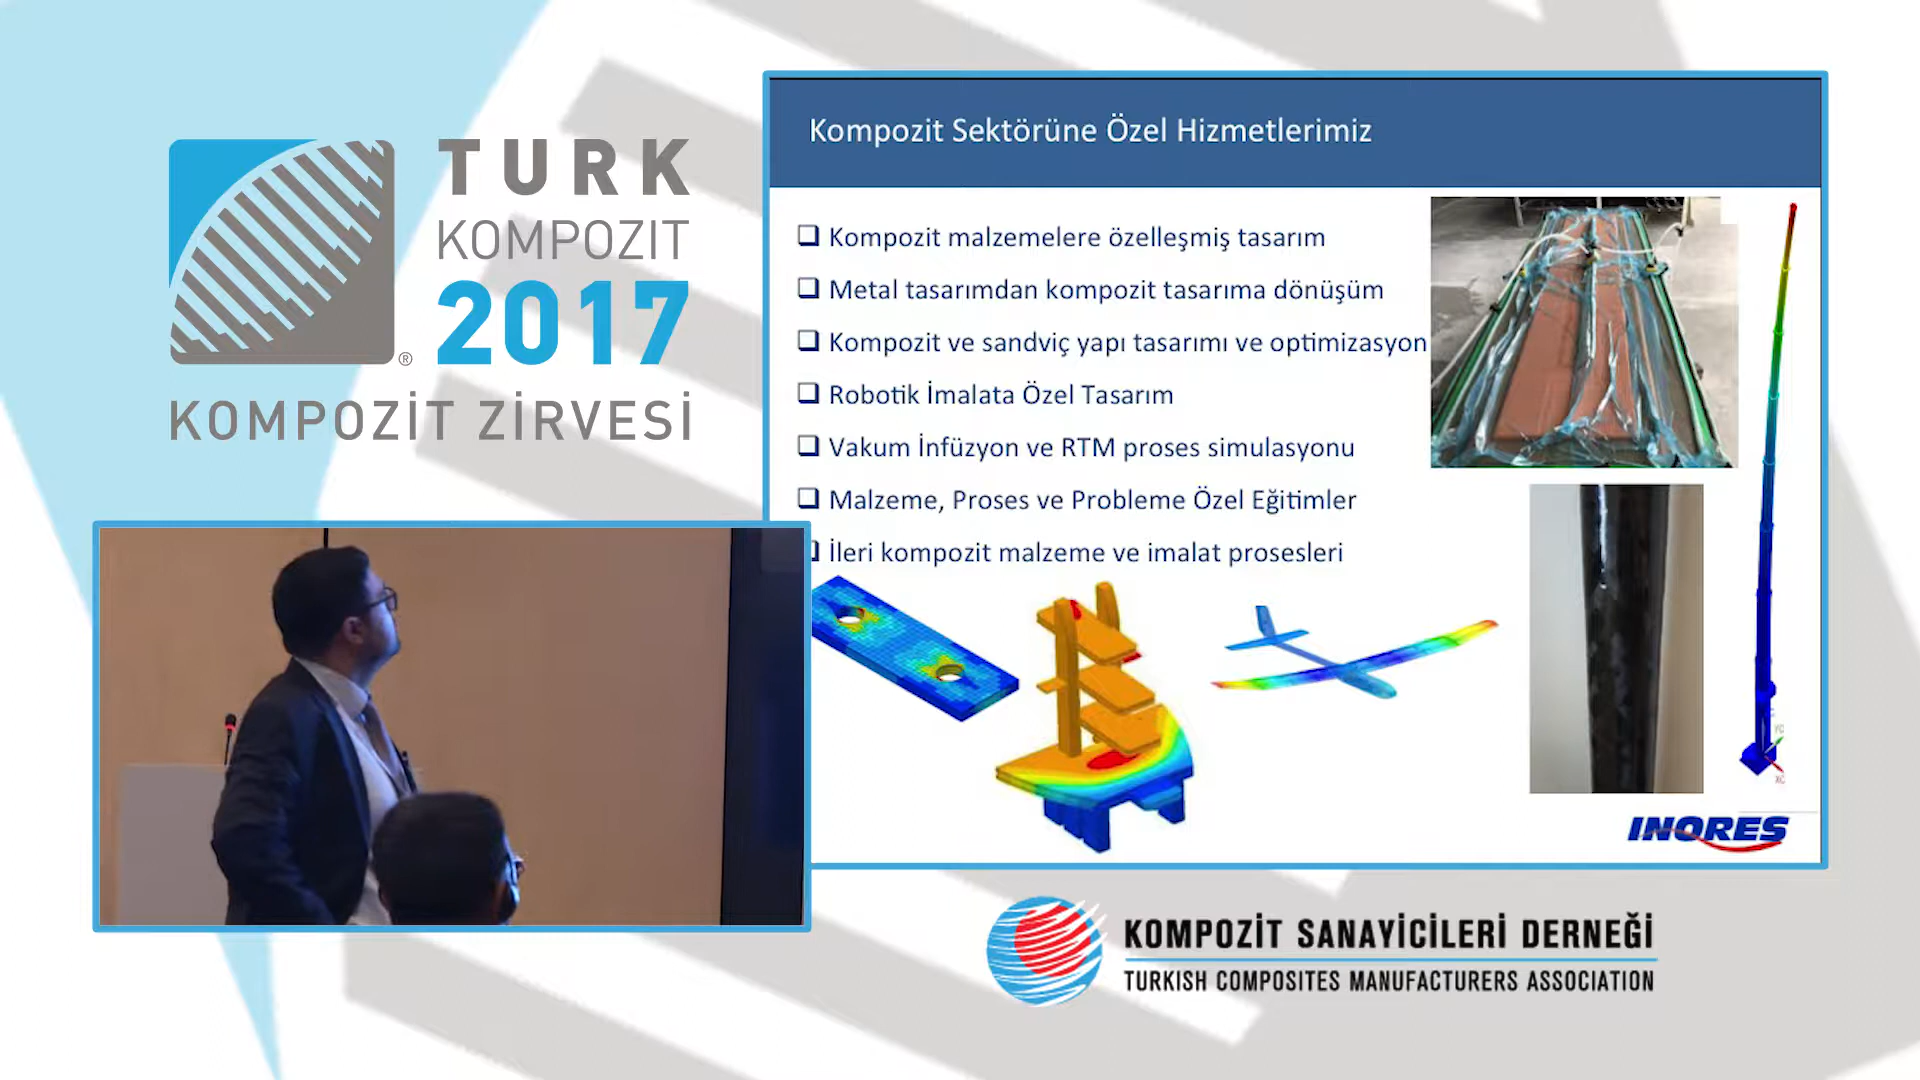 TURK
KOMPOZIT
2017
®
KOMPOZİT ZİRVESİ
Kompozit Sektörüne Özel Hizmetlerimiz
Kompozit malzemelere özelleşmiş tasarım
Metal tasarımdan kompozit tasarıma dönüşüm
Kompozit ve sandviç yapı tasarımı ve optimizasyon
Robotik İmalata Özel Tasarım
Vakum İnfüzyon ve RTM proses simulasyonu
Malzeme, Proses ve Probleme Özel Eğitimler
İleri kompozit malzeme ve imalat prosesleri
YC
XC
INORES
KOMPOZİT SANAYİCİLERİ DERNEĞİ
TURKISH COMPOSITES MANUFACTURERS ASSOCIATION